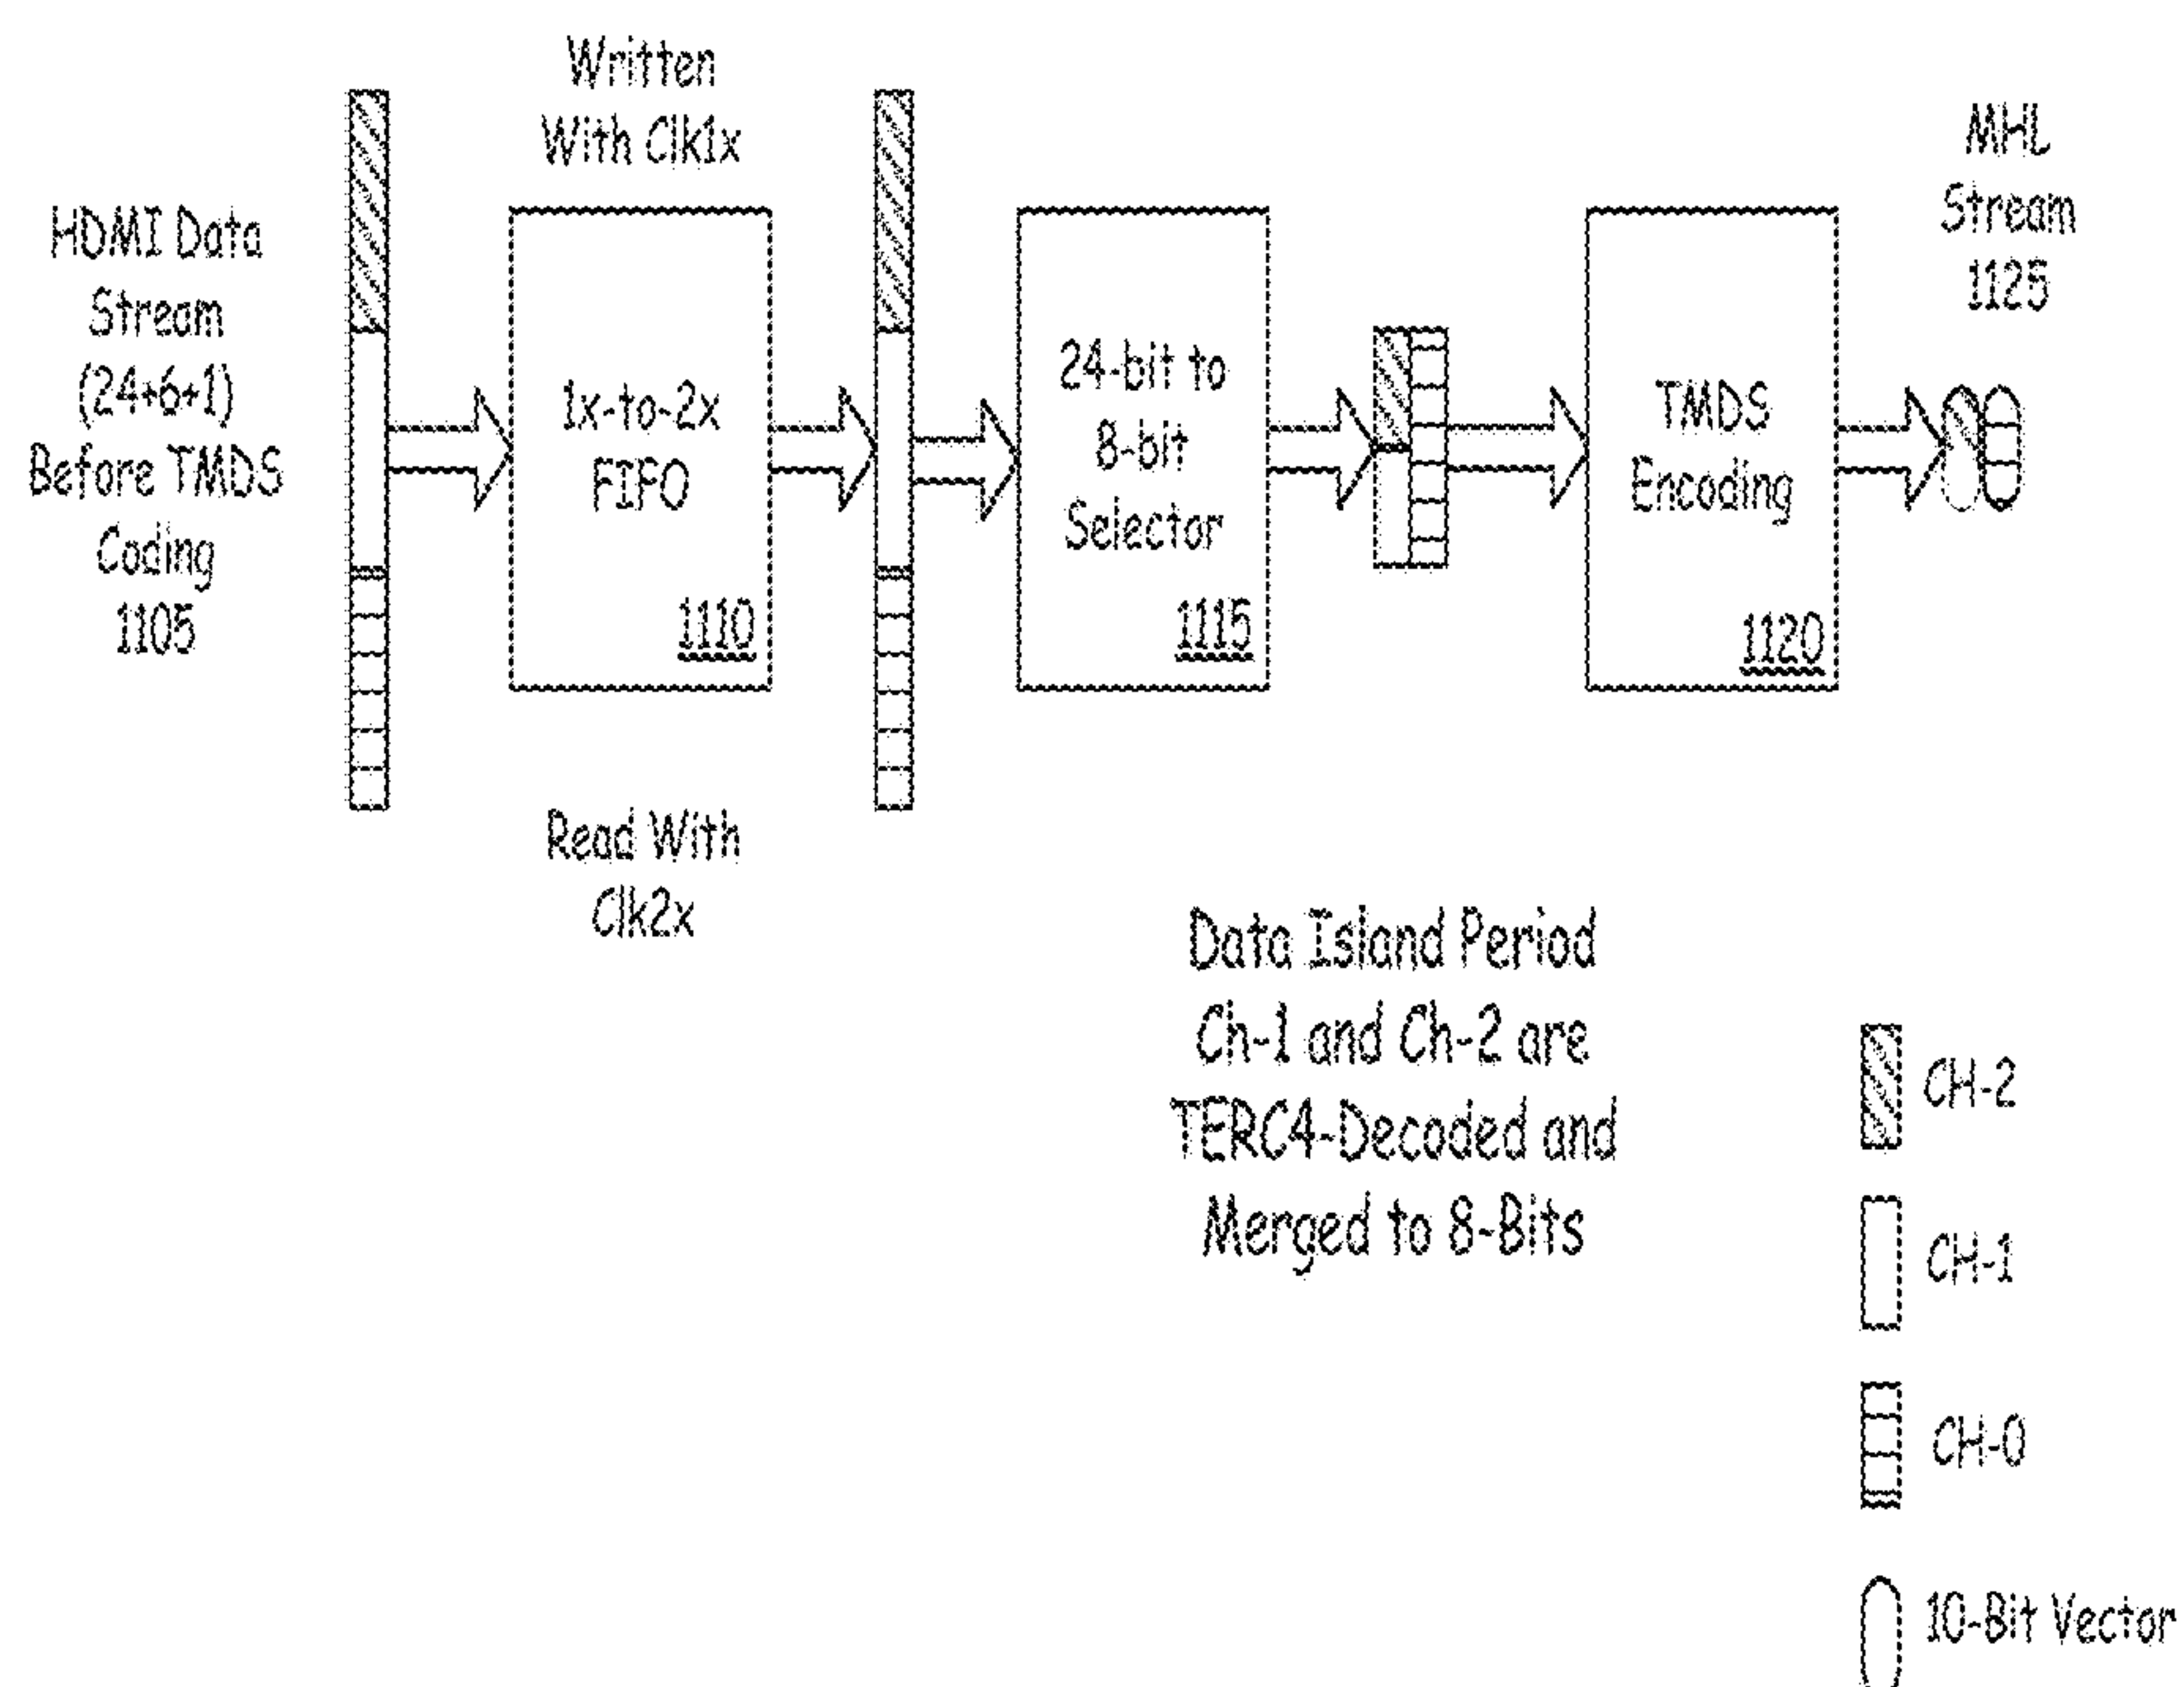 HDMI Data
Stream
(24+6+1)
Before TMDS
Coding
1105
Written
With Clk1x
1x-to-2x
FIFO
1110
Read With
Clk2x
24-bit to
8-bit
Selector
1115
TMDS
Encoding
1120
MHL
Stream
1125
Data Island Period
Ch-1 and Ch-2 are
TERC4-Decoded and
Merged to 8-Bits
CH-2
CH-1
CH-0
10-Bit Vector